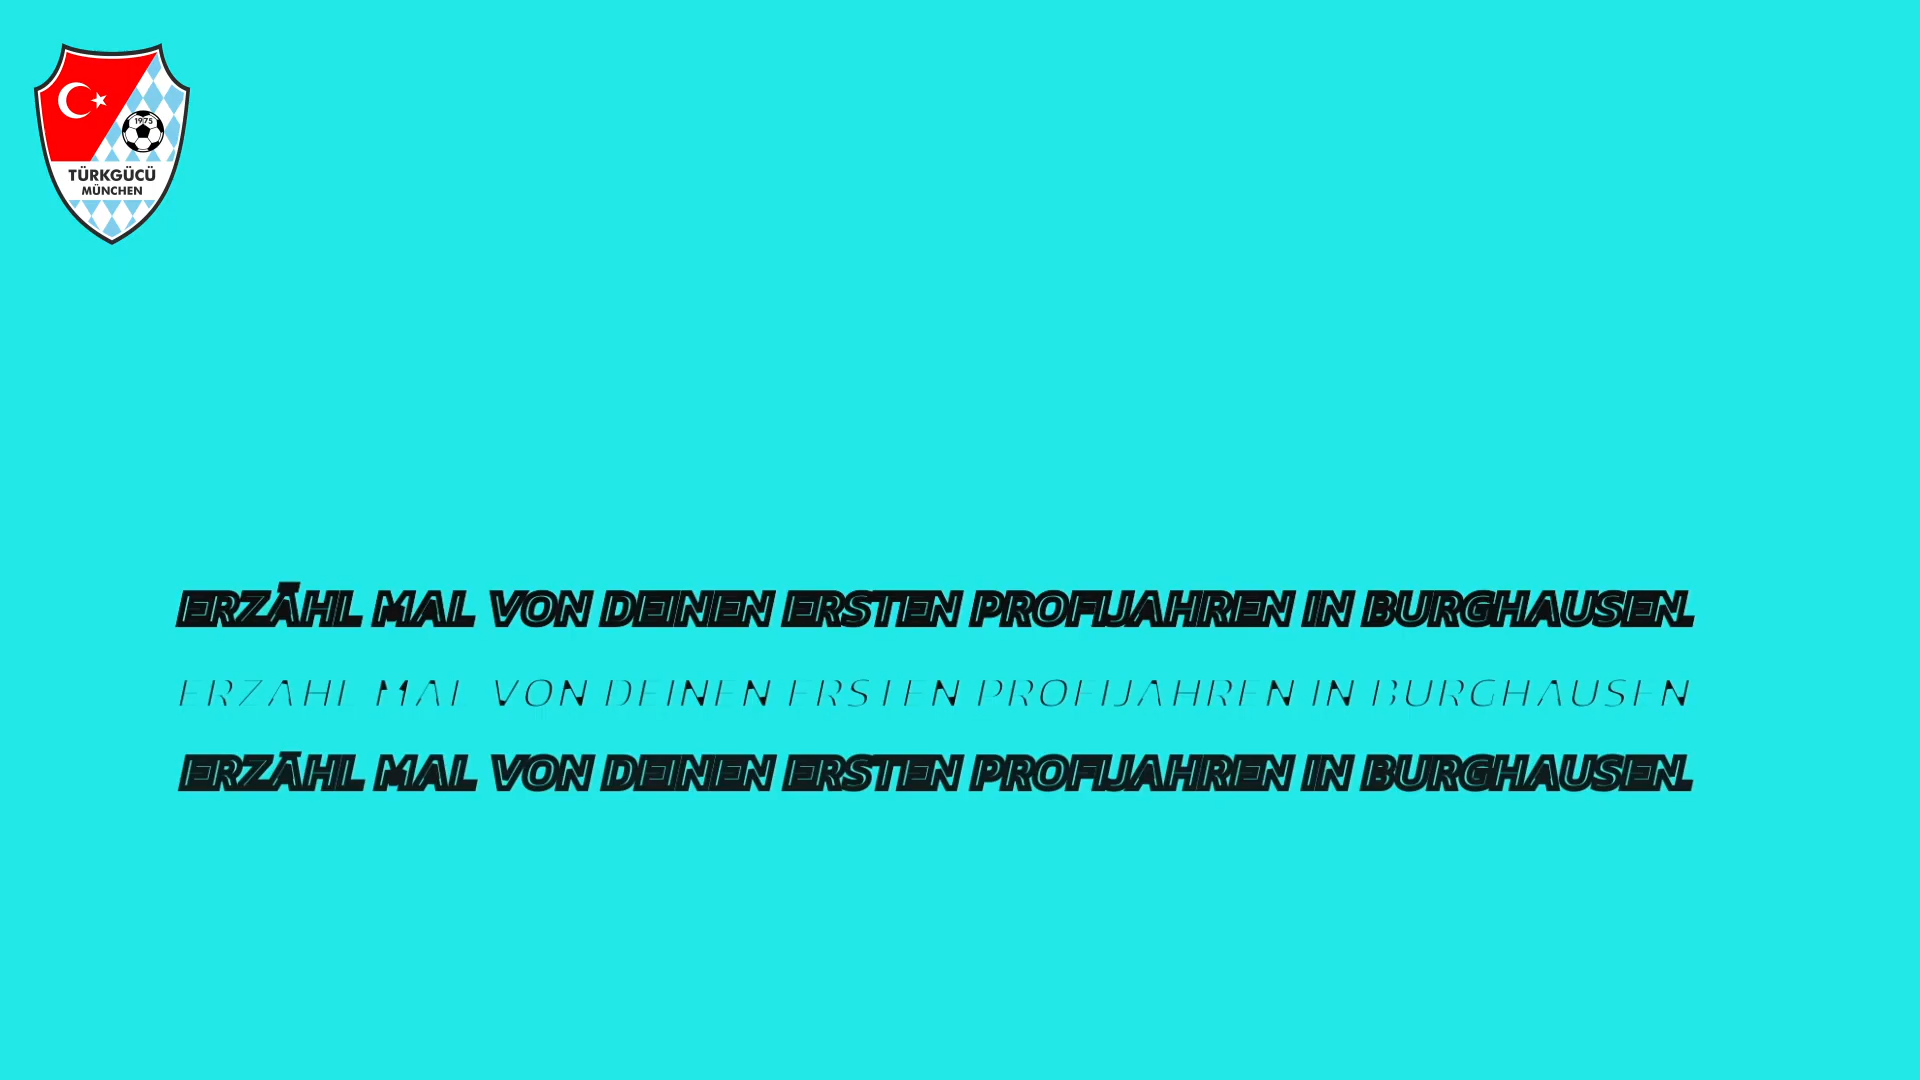 1975
TÜRKGÜCÜ
MÜNCHEN
ERZÄHL MAL VON DEINEN ERSTEN PROFIJAHREN IN BURGHAUSEN.
ERZAHL MAL VON DEINEN ERSTEN PROFIJAHREN IN BURGHAUSEN
ERZÄHL MAL VON DEINEN ERSTEN PROFIJAHREN IN BURGHAUSEN.